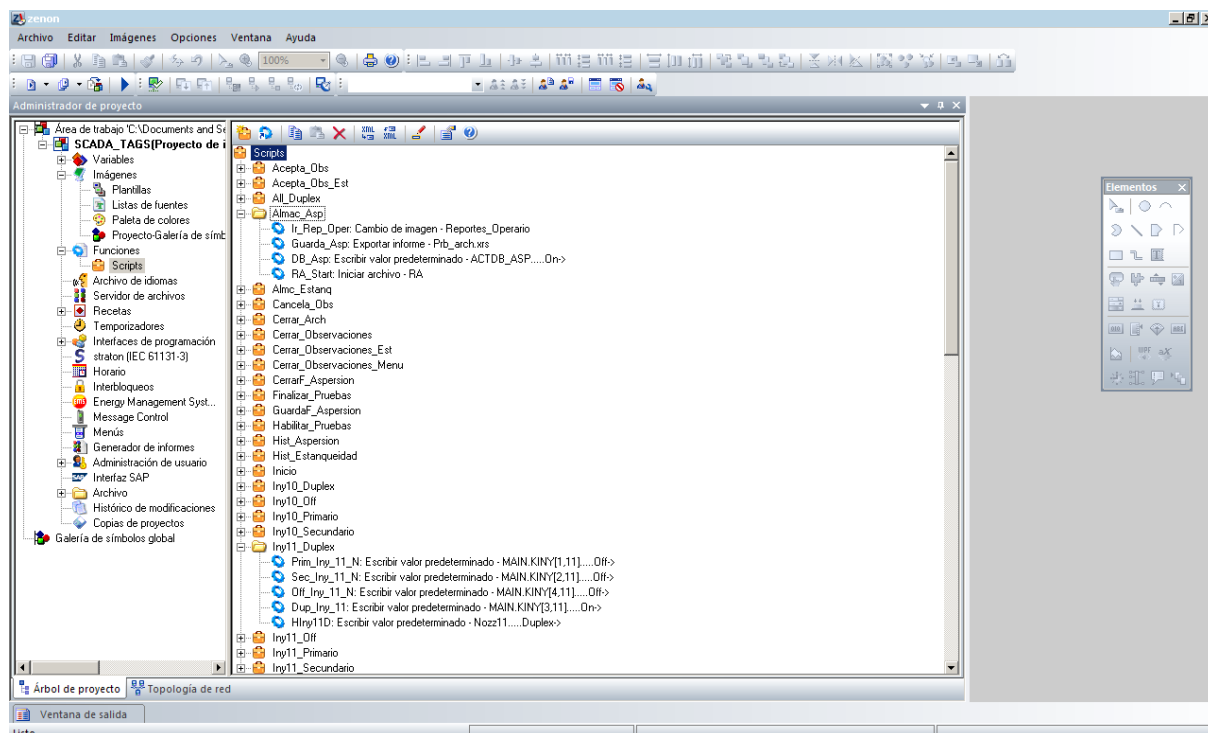 zenon
Archivo Editar Imágenes Opciones Ventana Ayuda
100%
Administrador de proyecto
Área de trabajo 'C:\Documents and Se
SCADA_TAGS(Proyecto de i
Variables
Imágenes
Plantillas
Listas de fuentes
Paleta de colores
Proyecto-Galería de símb
Funciones
Scripts
Archivo de idiomas
Servidor de archivos
Recetas
Temporizadores
Interfaces de programación
straton (IEC 61131-3)
Horario
Interbloqueos
Energy Management Syst...
Message Control
Menús
Generador de informes
Administración de usuario
Interfaz SAP
Archivo
Histórico de modificaciones
Copias de proyectos
Galería de símbolos global
Árbol de proyecto Topología de red
XML XML
Scripts
Acepta_Obs
Acepta_Obs_Est
All_Duplex
Almac_Asp
Ir_Rep_Oper: Cambio de imagen - Reportes_Operario
Guarda_Asp: Exportar informe - Prb_arch.xrs
DB_Asp: Escribir valor predeterminado - ACTDB_ASP.....On->
RA_Start: Iniciar archivo - RA
Almc_Estanq
Cancela_Obs
Cerrar_Arch
Cerrar_Observaciones
Cerrar_Observaciones_Est
Cerrar_Observaciones_Menu
CerrarF_Aspersion
Finalizar_Pruebas
GuardaF_Aspersion
Habilitar_Pruebas
Hist_Aspersion
Hist_Estanqueidad
Inicio
Iny10_Duplex
Iny10_Off
Iny10_Primario
Iny10_Secundario
Iny11_Duplex
Prim_Iny_11_N: Escribir valor predeterminado - MAIN.KINY[1,11].....Off->
Sec_Iny_11_N: Escribir valor predeterminado - MAIN.KINY[2,11].....Off->
Off_Iny_11_N: Escribir valor predeterminado - MAIN.KINY[4,11].....Off->
Dup_Iny_11: Escribir valor predeterminado - MAIN.KINY[3,11].....On->
HIny11D: Escribir valor predeterminado - Nozz11.....Duplex->
Iny11_Off
Iny11_Primario
Iny11_Secundario
Elementos
Ventana de salida
Listo